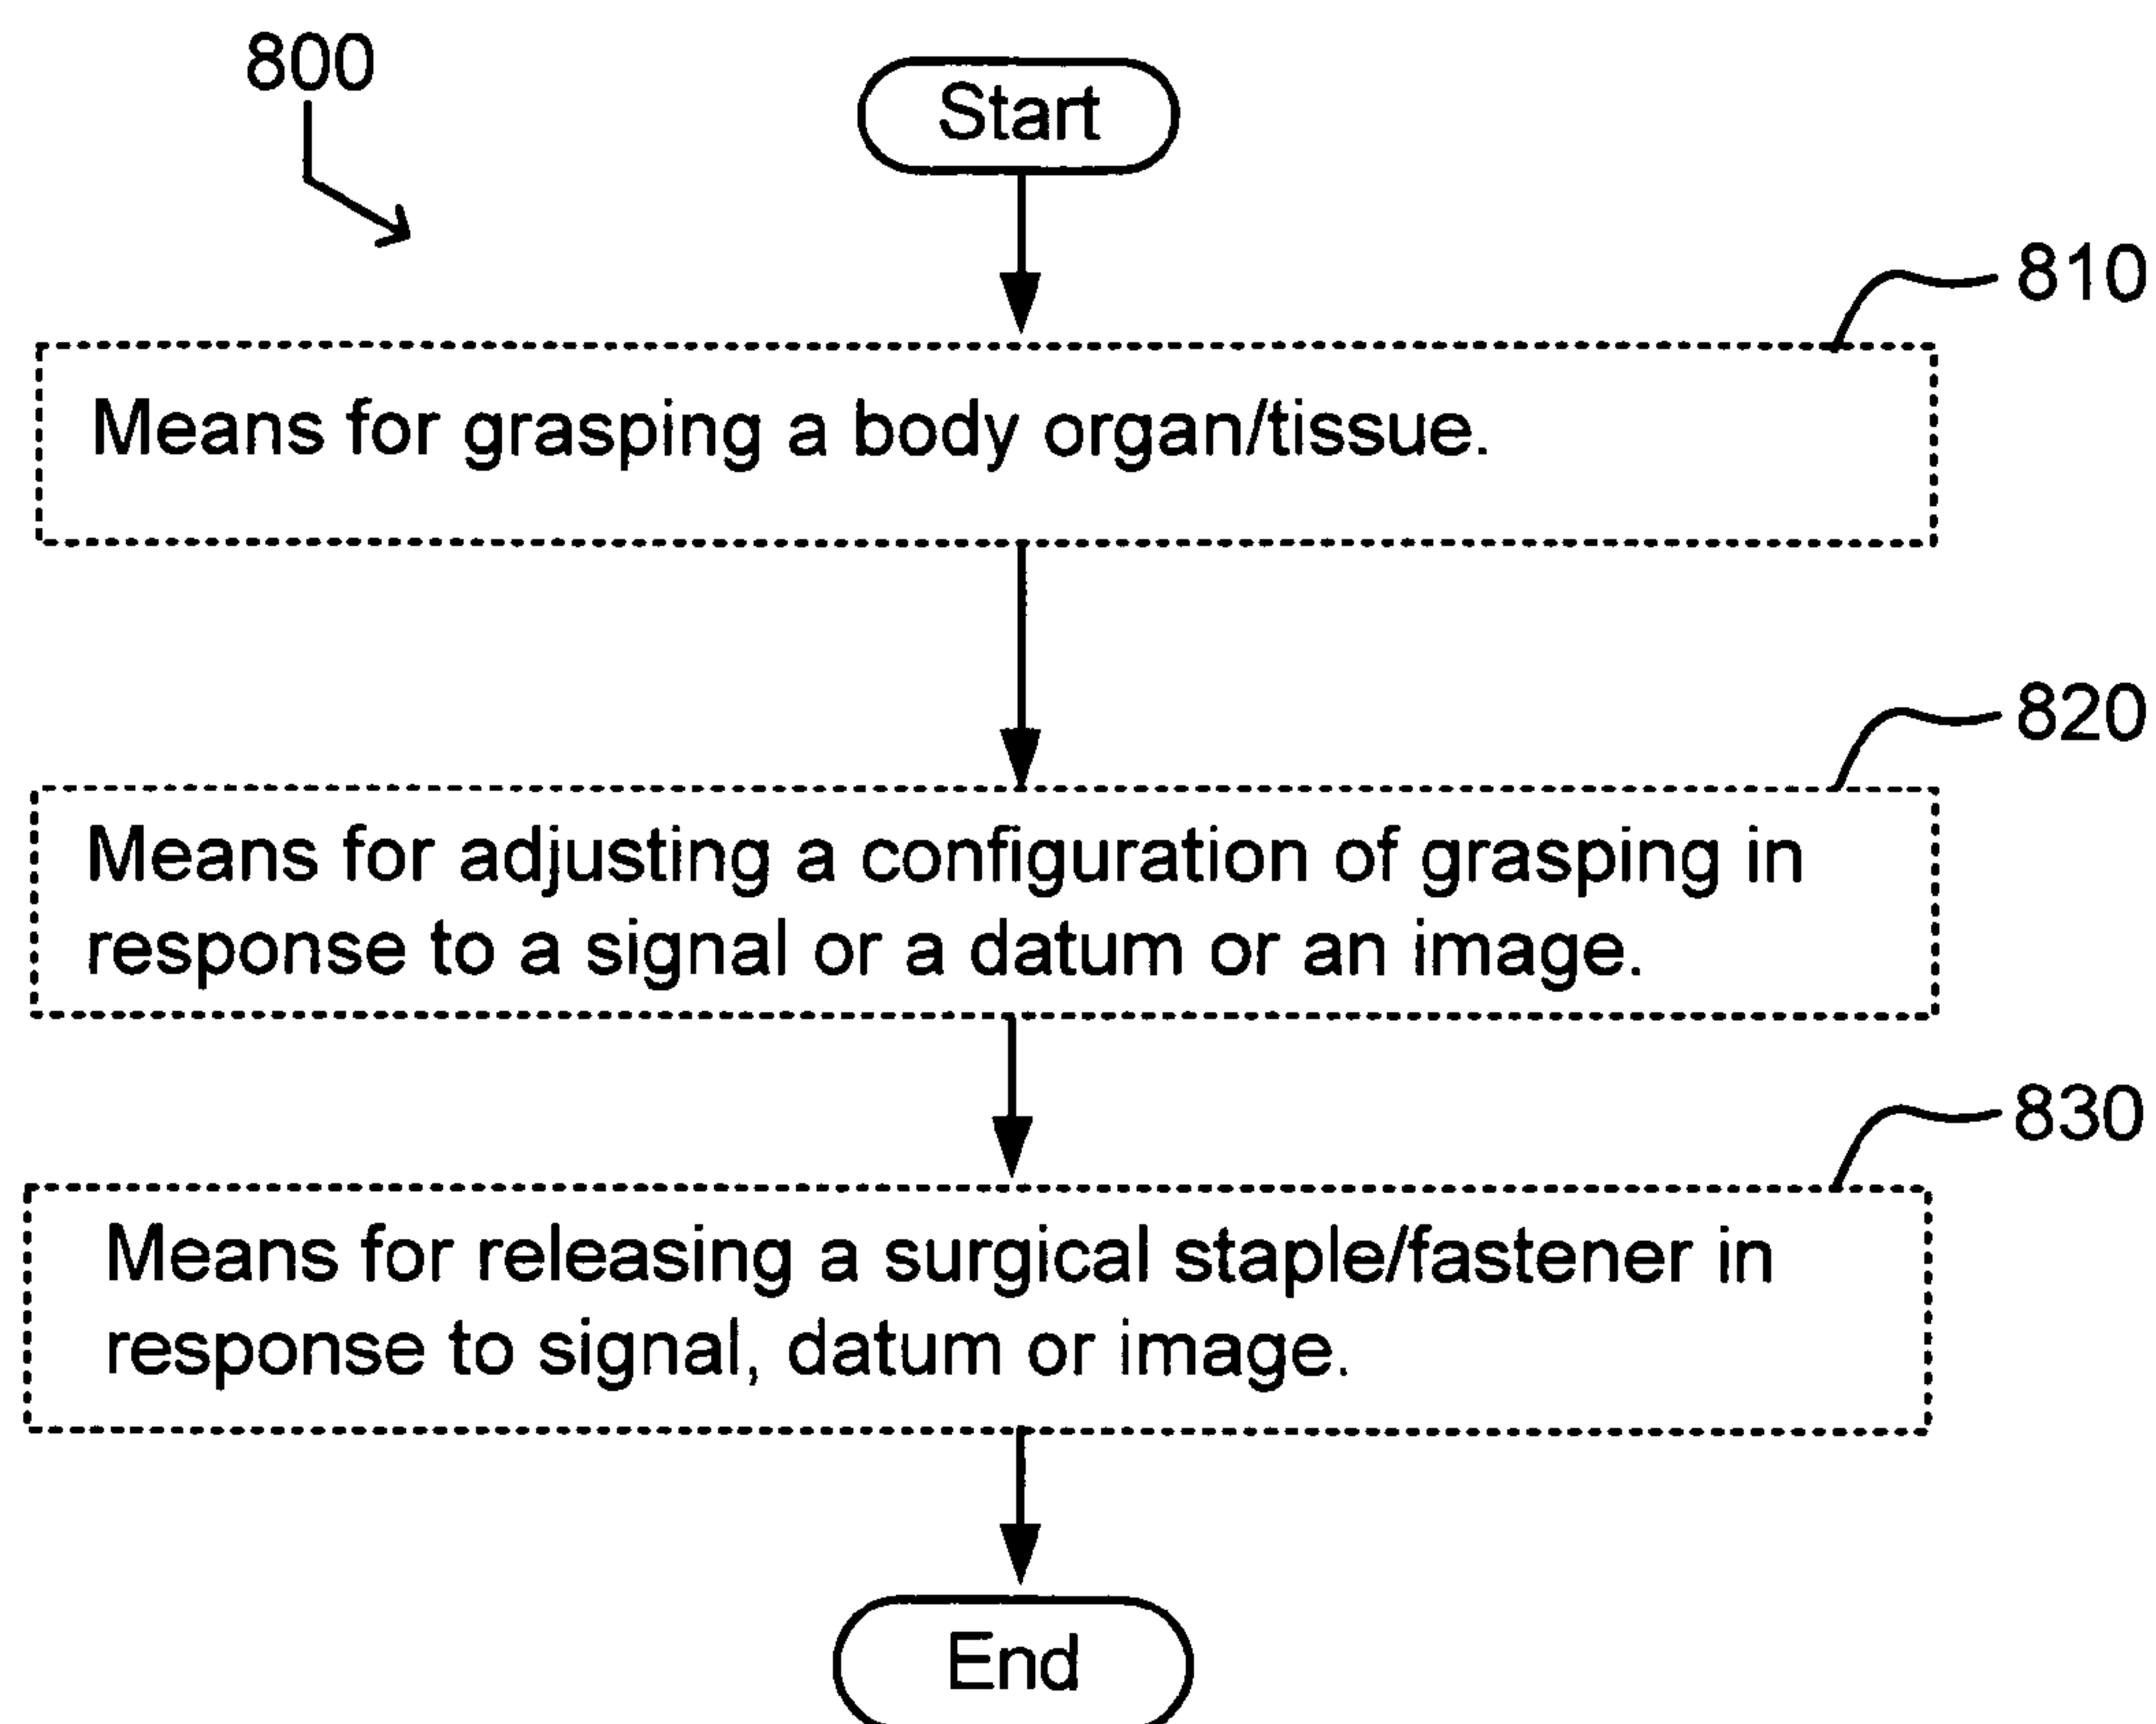 800
Start
810
Means for grasping a body organ/tissue.
820
Means for adjusting a configuration of grasping in
response to a signal or a datum or an image.
830
Means for releasing a surgical staple/fastener in
response to signal, datum or image.
End